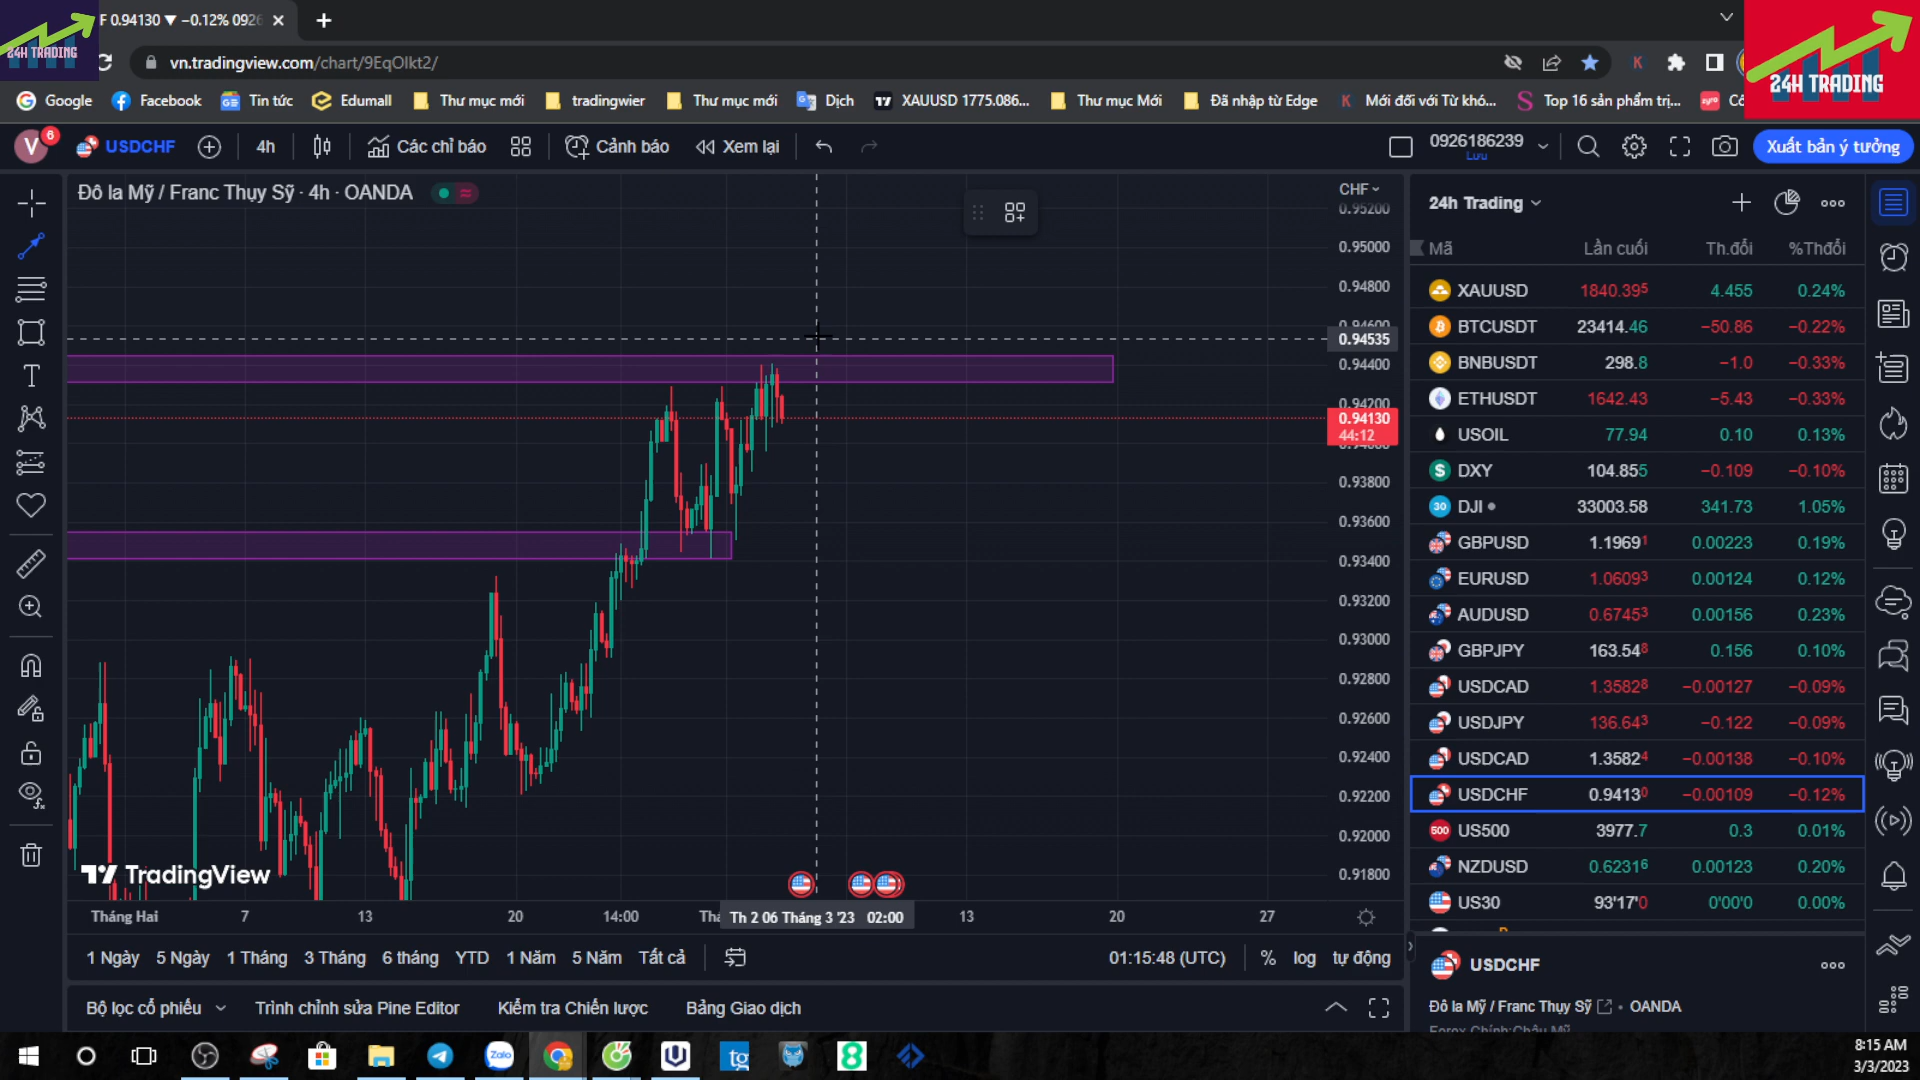 F 0.94130 ▼ −0.12% 0926
24H TRADING
vn.tradingview.com/chart/9EqOlkt2/
24H TRADING
Google Facebook Tin tức Edumall Thư mục mới tradingwier Thư mục mới Dịch XAUUSD 1775.086... Thư mục Mới Đã nhập từ Edge Mới đối với Từ khó... Top 16 sản phẩm trị...
V 6 USDCHF 4h Các chỉ báo Cảnh báo Xem lại 0926186239 Xuất bản ý tưởng
Lưu
Đô la Mỹ / Franc Thụy Sỹ · 4h · OANDA
CHF
0.95200
0.95000
0.94800
0.94600
0.94535
0.94400
0.94200
0.94130
44:12
0.94000
0.93800
0.93600
0.93400
0.93200
0.93000
0.92800
0.92600
0.92400
0.92200
0.92000
0.91800
TradingView
Tháng Hai 7 13 20 14:00 Th 2 06 Tháng 3 '23 02:00 13 20 27
1 Ngày 5 Ngày 1 Tháng 3 Tháng 6 tháng YTD 1 Năm 5 Năm Tất cả 01:15:48 (UTC) % log tự động
Bộ lọc cổ phiếu Trình chỉnh sửa Pine Editor Kiểm tra Chiến lược Bảng Giao dịch
24h Trading
Mã Lần cuối Th.đổi %Thđổi
XAUUSD 1840.395 4.455 0.24%
BTCUSDT 23414.46 −50.86 −0.22%
BNBUSDT 298.8 −1.0 −0.33%
ETHUSDT 1642.43 −5.43 −0.33%
USOIL 77.94 0.10 0.13%
DXY 104.855 −0.109 −0.10%
30 DJI 33003.58 341.73 1.05%
GBPUSD 1.19691 0.00223 0.19%
EURUSD 1.06093 0.00124 0.12%
AUDUSD 0.67453 0.00156 0.23%
GBPJPY 163.548 0.156 0.10%
USDCAD 1.35828 −0.00127 −0.09%
USDJPY 136.643 −0.122 −0.09%
USDCAD 1.35824 −0.00138 −0.10%
USDCHF 0.94130 −0.00109 −0.12%
500 US500 3977.7 0.3 0.01%
NZDUSD 0.62316 0.00123 0.20%
US30 93'17'0 0'00'0 0.00%
USDCHF
Đô la Mỹ / Franc Thụy Sỹ • OANDA
Zalo
tg
8
8:15 AM
3/3/2023